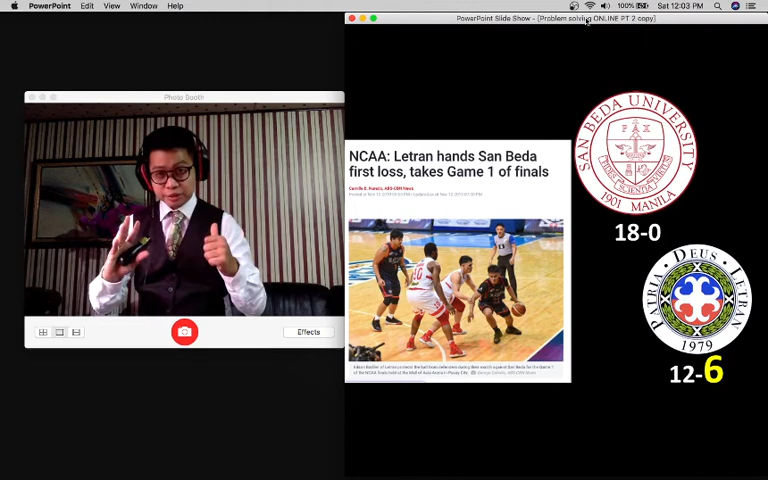 PowerPoint Edit View Window Help
100% Sat 12:03 PM
PowerPoint Slide Show - [Problem solving ONLINE PT 2 copy]
Photo Booth
Effects
NCAA: Letran hands San Beda
first loss, takes Game 1 of finals
SAN BEDA UNIVERSITY
PAX
1901 MANILA
18-0
PATRIA • DEUS • LETRAN
1979
12-6